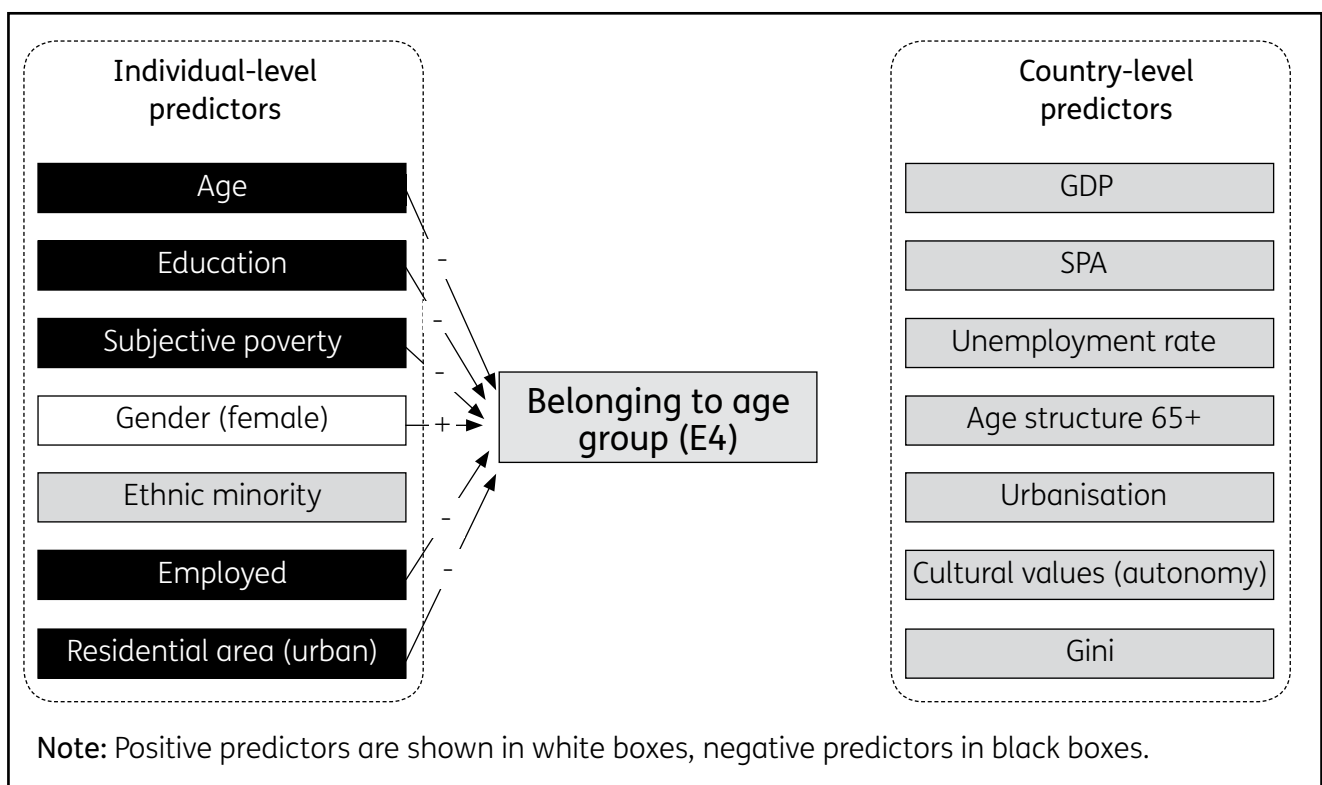 Individual-level
predictors
Age
Education
Subjective poverty
Gender (female)
Ethnic minority
Employed
Residential area (urban)
-
-
-
+
-
-
Belonging to age
group (E4)
Country-level
predictors
GDP
SPA
Unemployment rate
Age structure 65+
Urbanisation
Cultural values (autonomy)
Gini
Note: Positive predictors are shown in white boxes, negative predictors in black boxes.